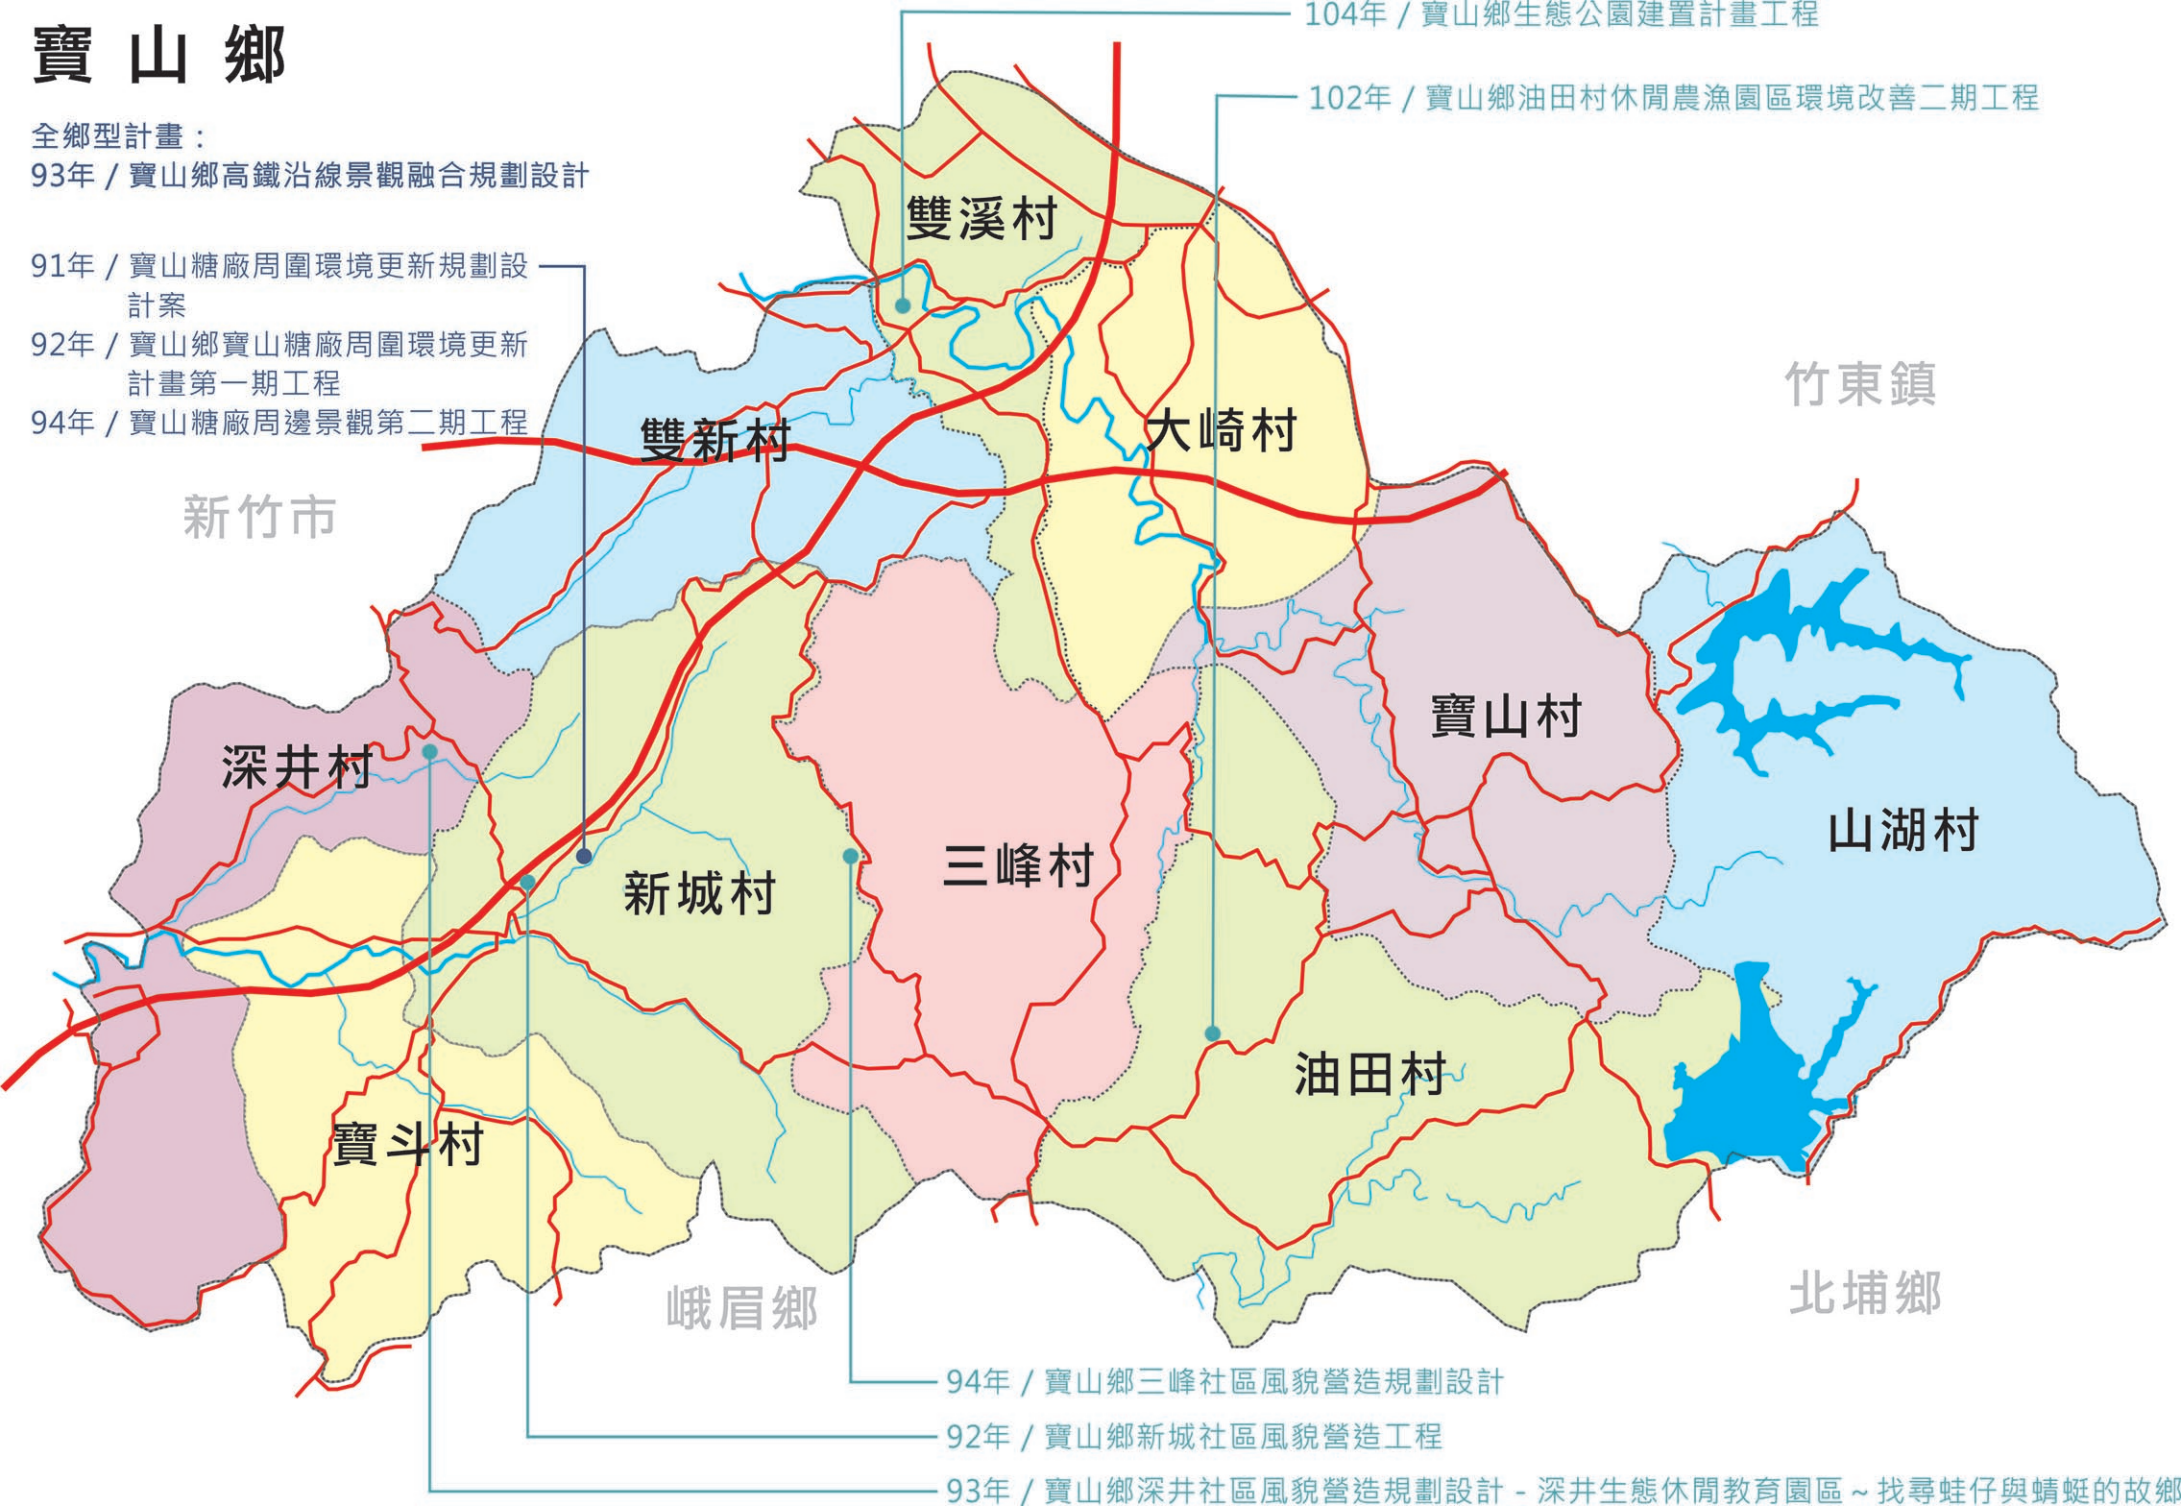 寶山鄉
104年 / 寶山鄉生態公園建置計畫工程
102年 / 寶山鄉油田村休閒農漁園區環境改善二期工程
全鄉型計畫：
93年 / 寶山鄉高鐵沿線景觀融合規劃設計
91年 / 寶山糖廠周圍環境更新規劃設
計案
92年 / 寶山鄉寶山糖廠周圍環境更新
計畫第一期工程
94年 / 寶山糖廠周邊景觀第二期工程
雙溪村
竹東鎮
大崎村
雙新村
新竹市
寶山村
深井村
山湖村
三峰村
新城村
油田村
寶斗村
北埔鄉
峨眉鄉
94年 / 寶山鄉三峰社區風貌營造規劃設計
92年 / 寶山鄉新城社區風貌營造工程
93年 / 寶山鄉深井社區風貌營造規劃設計 - 深井生態休閒教育園區 ~ 找尋蛙仔與蜻蜓的故鄉